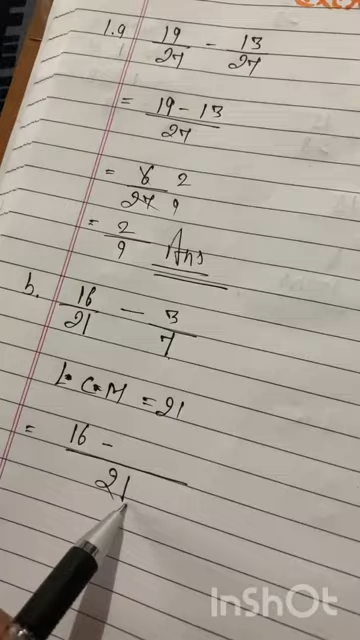 1.a 19/27 - 13/27
= 19 - 13/27
= 6/27 2/9
= 2/9 Ans
b. 16/21 - 3/7
L.C.M = 21
= 16 - /21
InShOt